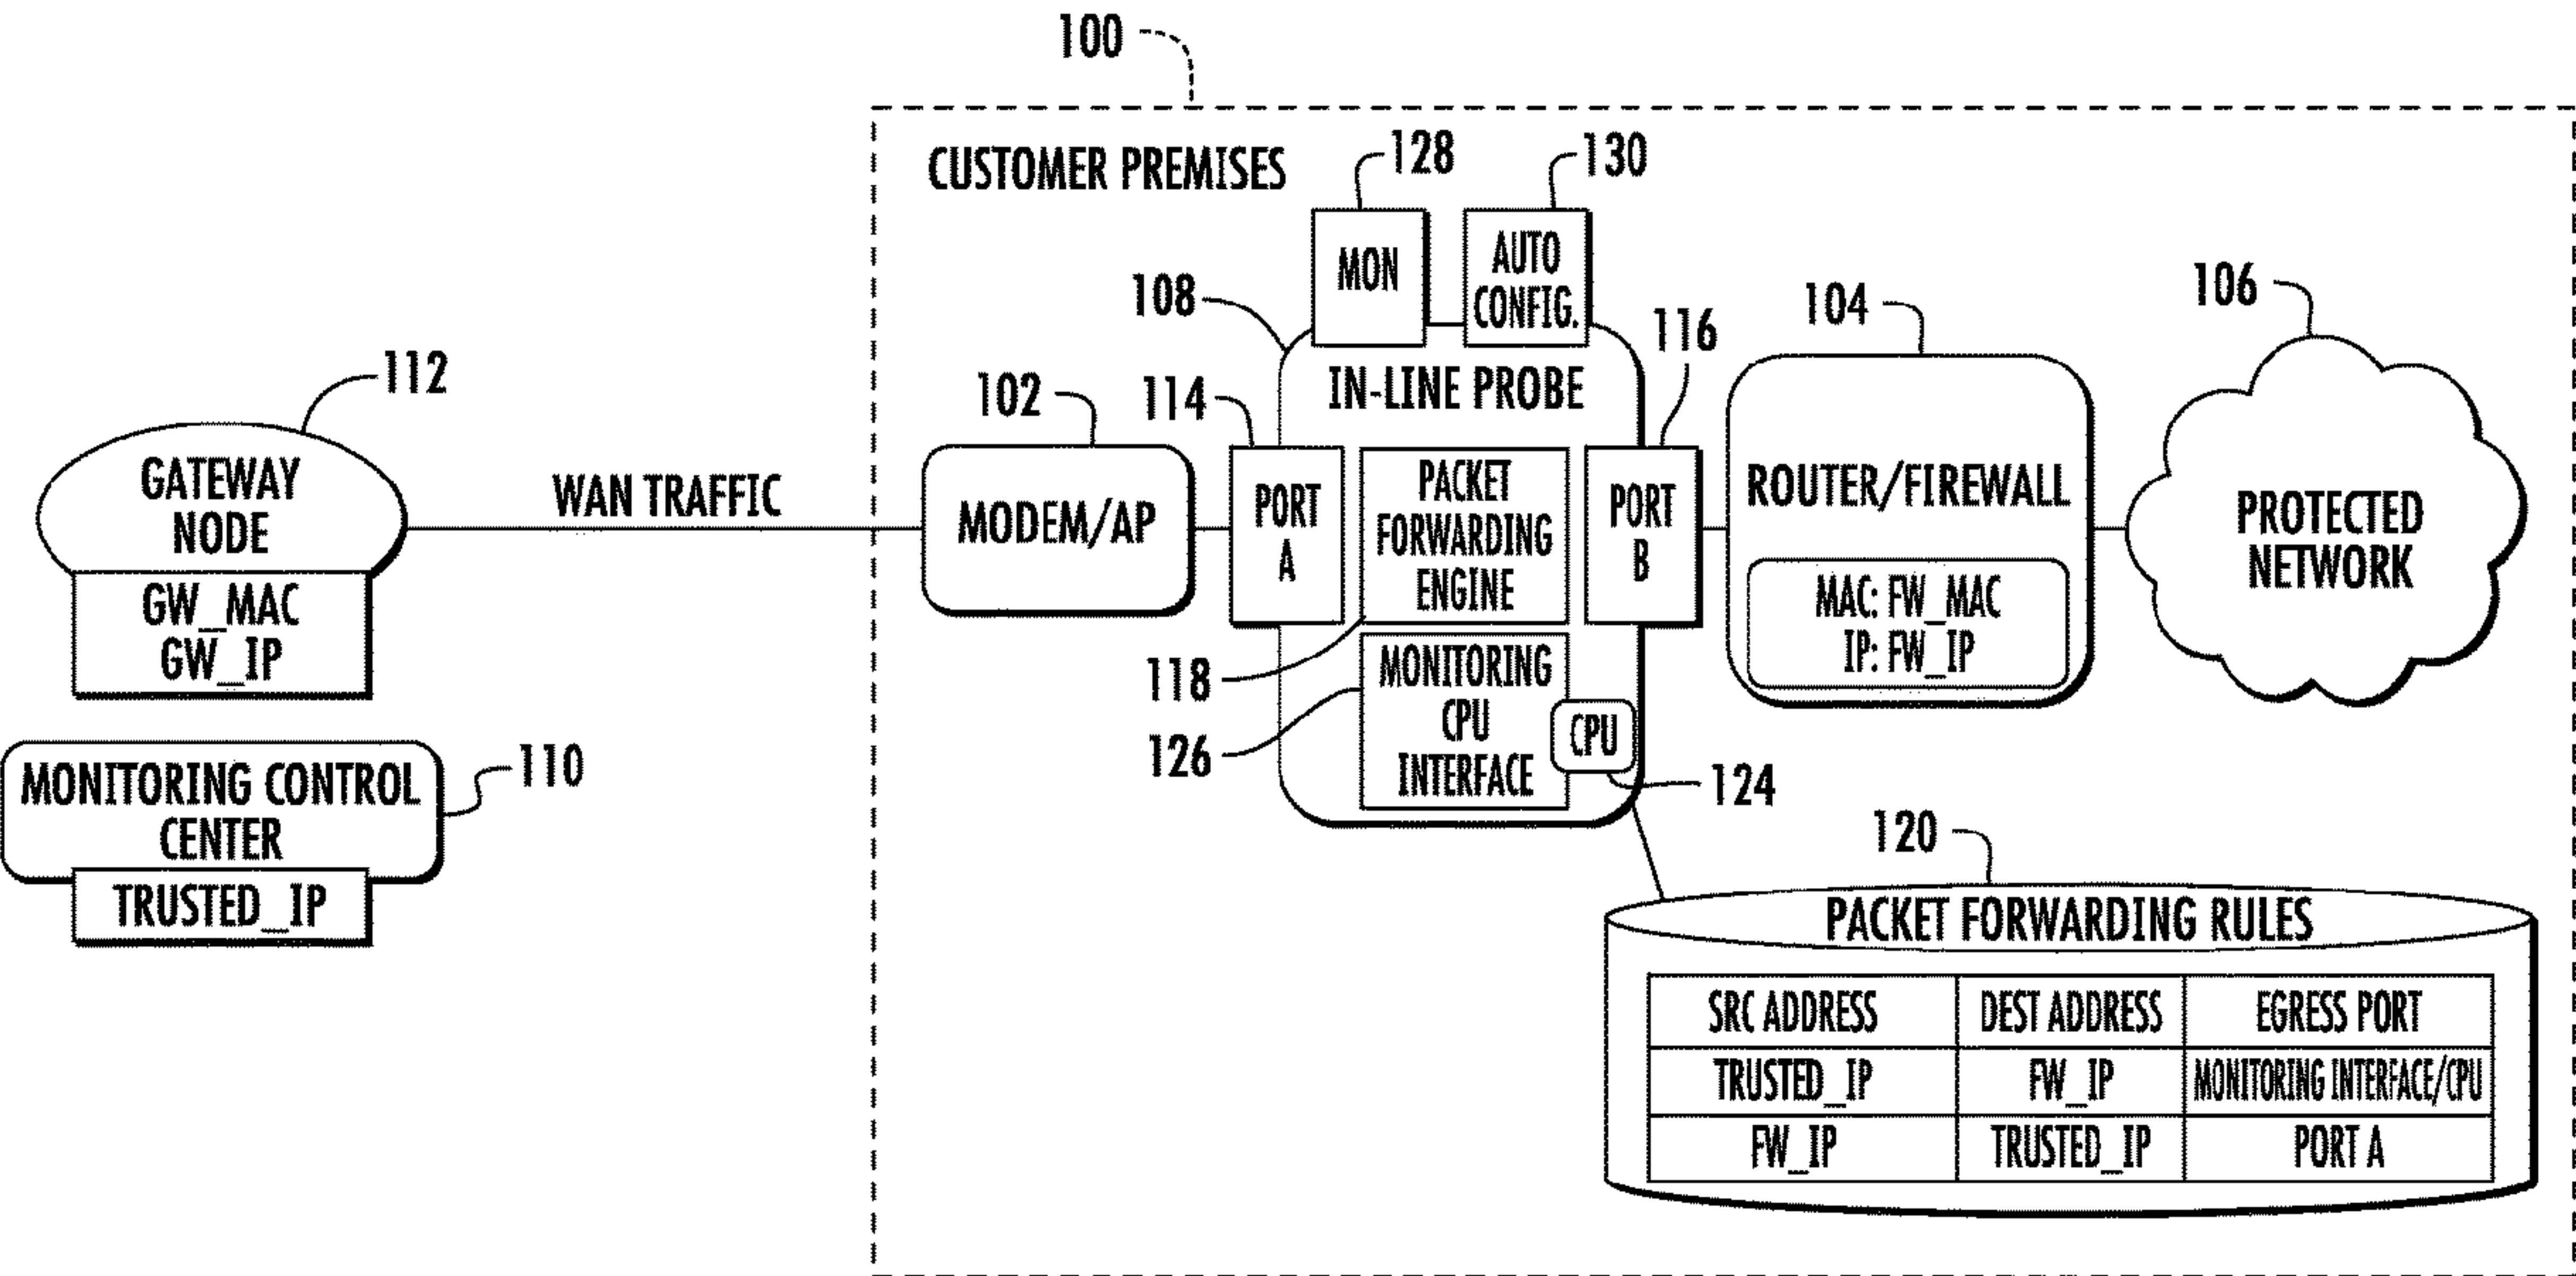 100
CUSTOMER PREMISES
128
130
MON
AUTO
CONFIG.
108
IN-LINE PROBE
116
104
106
112
102
114
GATEWAY
NODE
GW_MAC
GW_IP
WAN TRAFFIC
MODEM/AP
PORT
A
PACKET
FORWARDING
ENGINE
PORT
B
ROUTER/FIREWALL
MAC: FW_MAC
IP: FW_IP
PROTECTED
NETWORK
118
126
MONITORING
CPU
INTERFACE
CPU
124
MONITORING CONTROL
CENTER
110
TRUSTED_IP
120
PACKET FORWARDING RULES
SRC ADDRESS DEST ADDRESS EGRESS PORT
TRUSTED_IP FW_IP MONITORING INTERFACE/CPU
FW_IP TRUSTED_IP PORT A